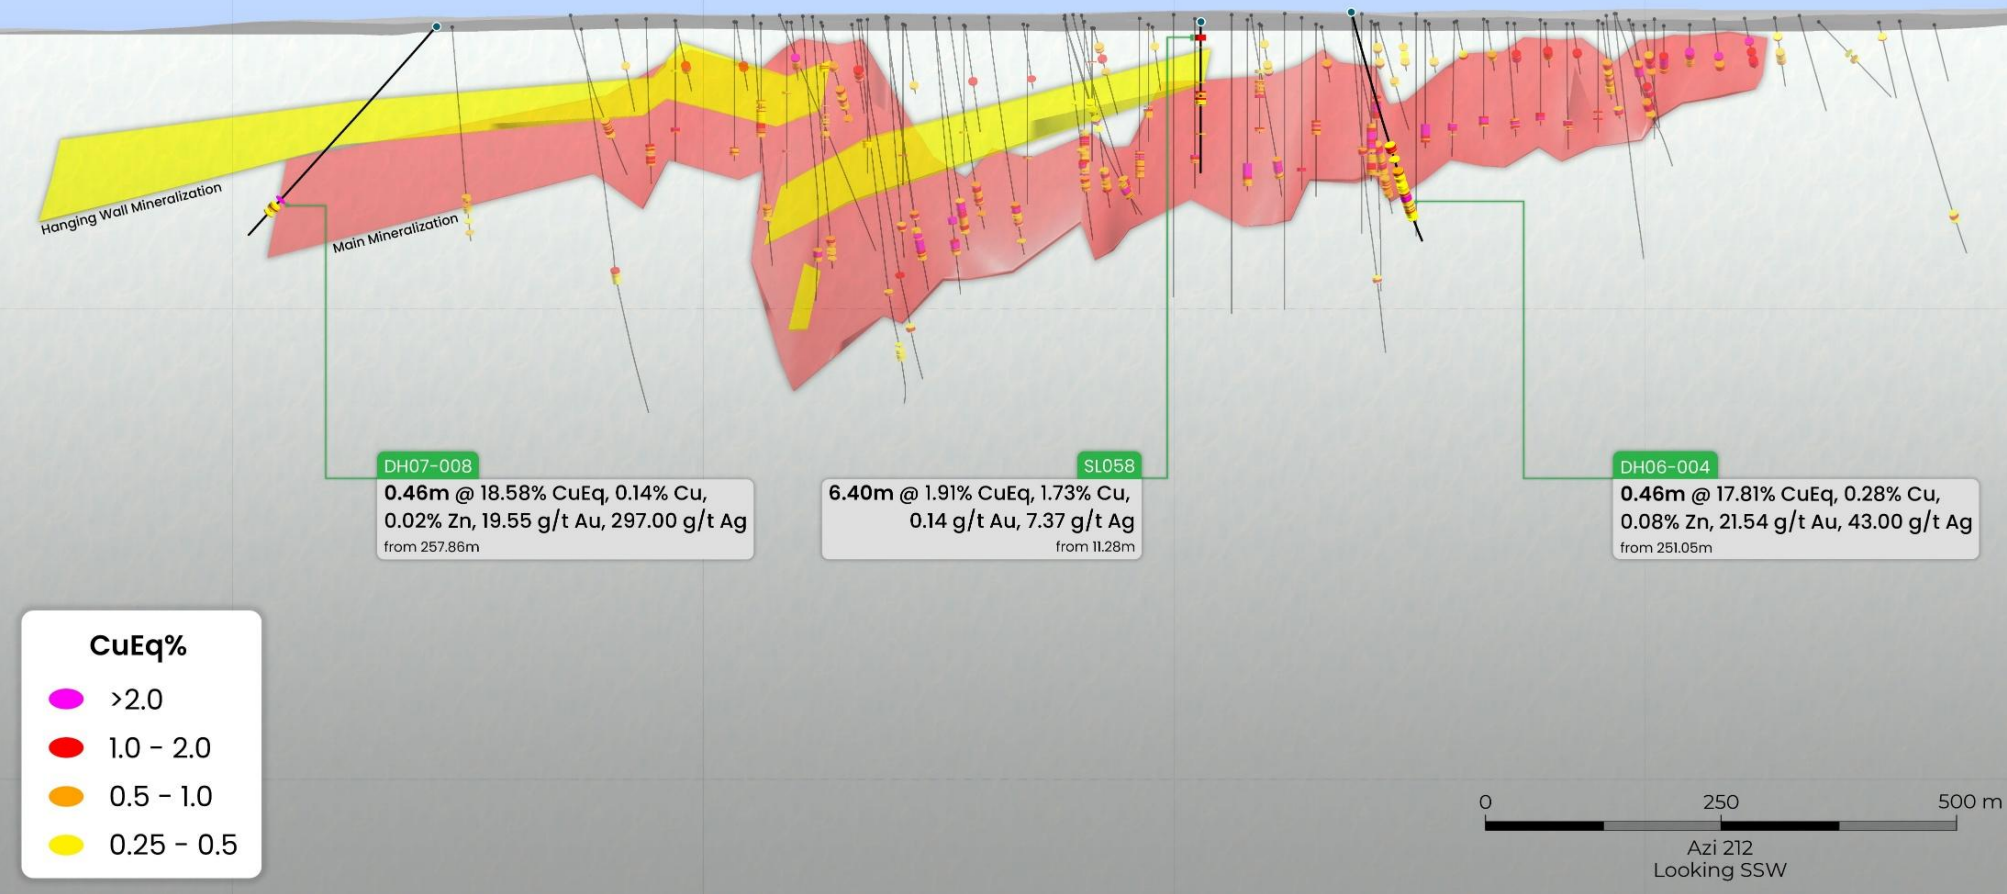 Hanging Wall Mineralization
Main Mineralization
DH07-008
0.46m @ 18.58% CuEq, 0.14% Cu,
0.02% Zn, 19.55 g/t Au, 297.00 g/t Ag
from 257.86m
SL058
6.40m @ 1.91% CuEq, 1.73% Cu,
0.14 g/t Au, 7.37 g/t Ag
from 11.28m
DH06-004
0.46m @ 17.81% CuEq, 0.28% Cu,
0.08% Zn, 21.54 g/t Au, 43.00 g/t Ag
from 251.05m
CuEq%
>2.0
1.0 - 2.0
0.5 - 1.0
0.25 - 0.5
0 250 500 m
Azi 212
Looking SSW